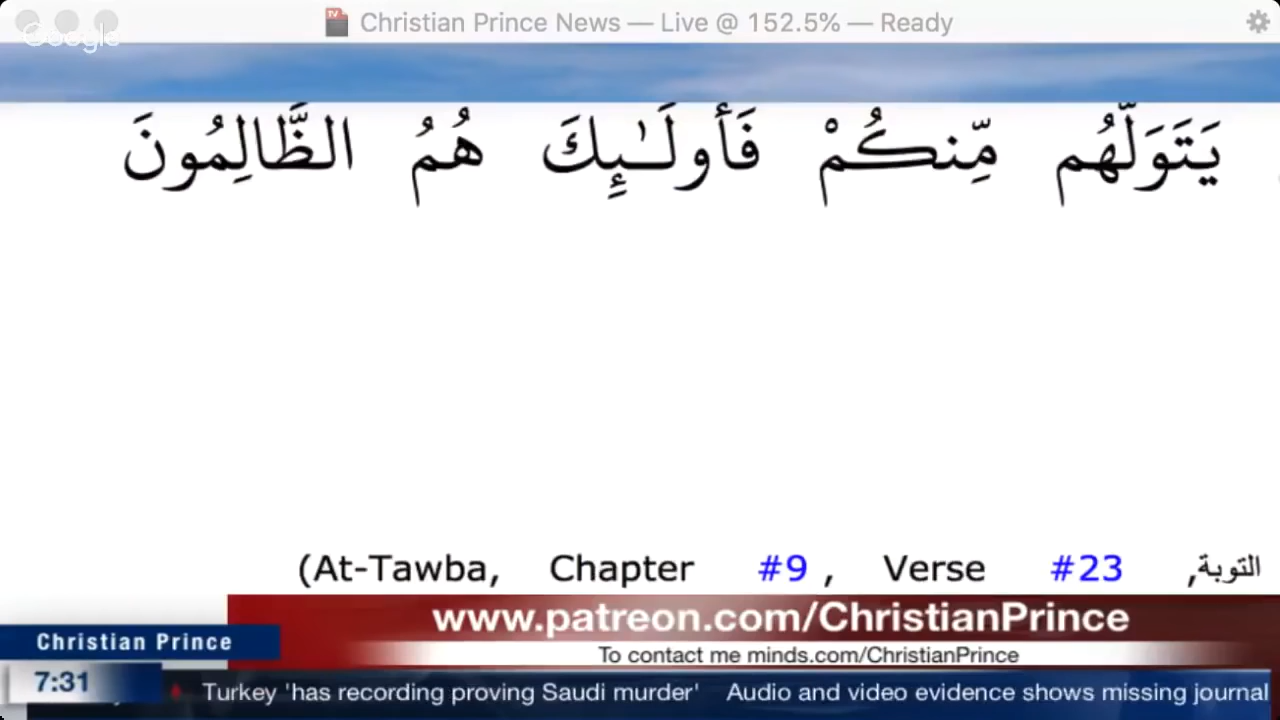 Christian Prince News — Live @ 152.5% — Ready
Google
يَتَوَلَّهُم مِّنكُمْ فَأُولَـٰئِكَ هُمُ الظَّالِمُونَ
(At-Tawba, Chapter #9 , Verse #23 التوبة,
www.patreon.com/ChristianPrince
Christian Prince
To contact me minds.com/ChristianPrince
7:31
Turkey 'has recording proving Saudi murder' Audio and video evidence shows missing journal